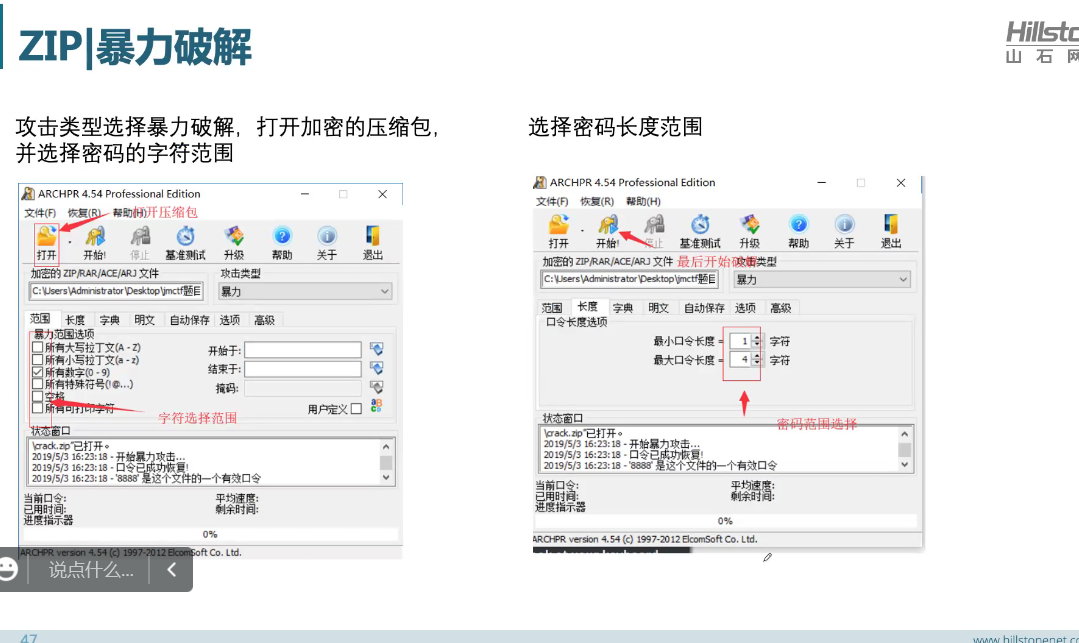 ZIP|暴力破解
Hillsto
山石网
攻击类型选择暴力破解，打开加密的压缩包，
并选择密码的字符范围
选择密码长度范围
ARCHPR 4.54 Professional Edition
文件(F) 恢复(R) 帮助(H)
打开压缩包
打开 开始! 停止 基准测试 升级 帮助 关于 退出
加密的 ZIP/RAR/ACE/ARJ 文件 攻击类型
C:\Users\Administrator\Desktop\jmctf题目 暴力
范围 长度 字典 明文 自动保存 选项 高级
暴力范围选项
所有大写拉丁文(A - Z)
所有小写拉丁文(a - z)
所有数字(0 - 9)
所有特殊符号(!@...)
空格
所有可打印字符
开始于:
结束于:
掩码:
用户定义
字符选择范围
状态窗口
\crack.zip"已打开。
2019/5/3 16:23:18 - 开始暴力攻击...
2019/5/3 16:23:18 - 口令已成功恢复!
2019/5/3 16:23:18 - '8888' 是这个文件的一个有效口令
当前口令: 平均速度:
已用时间: 剩余时间:
进度指示器
0%
ARCHPR version 4.54 (c) 1997-2012 ElcomSoft Co. Ltd.
ARCHPR 4.54 Professional Edition
文件(F) 恢复(R) 帮助(H)
打开 开始! 停止 基准测试 升级 帮助 关于 退出
加密的 ZIP/RAR/ACE/ARJ 文件 最后开始破解 攻击类型
C:\Users\Administrator\Desktop\jmctf题目 暴力
范围 长度 字典 明文 自动保存 选项 高级
口令长度选项
最小口令长度 = 1 字符
最大口令长度 = 4 字符
密码范围选择
状态窗口
\crack.zip"已打开。
2019/5/3 16:23:18 - 开始暴力攻击...
2019/5/3 16:23:18 - 口令已成功恢复!
2019/5/3 16:23:18 - '8888' 是这个文件的一个有效口令
当前口令: 平均速度:
已用时间: 剩余时间:
进度指示器
0%
ARCHPR version 4.54 (c) 1997-2012 ElcomSoft Co. Ltd.
说点什么...
47
www.hillstonenet.co